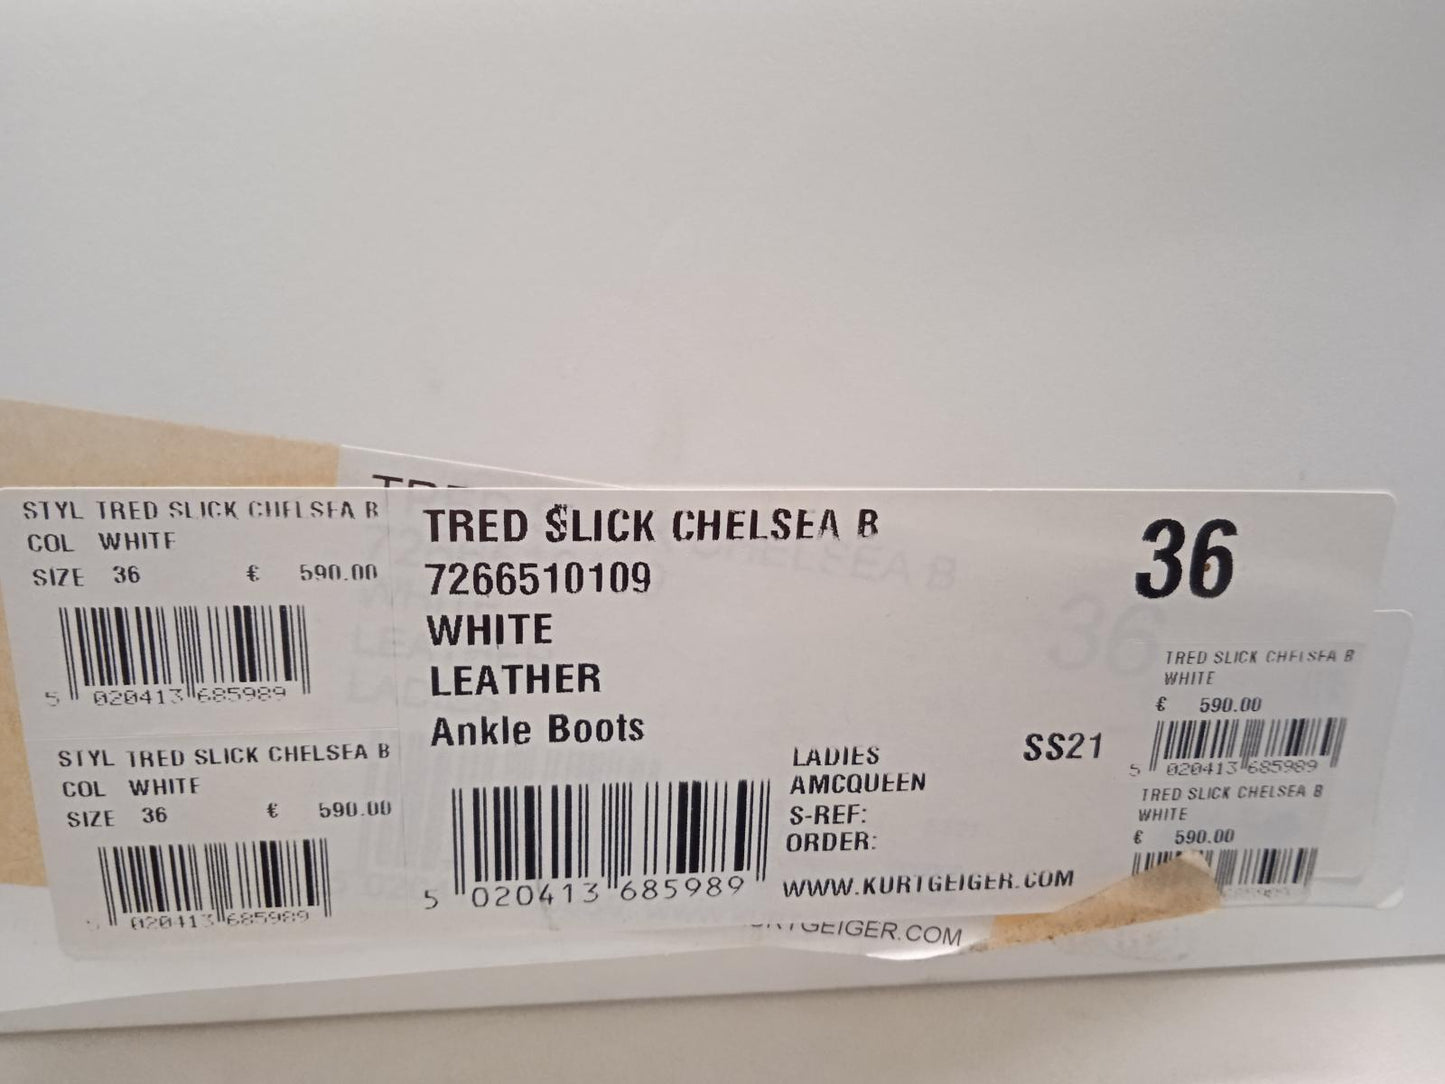 STYL TRED SLICK CHELSEA B
COL WHITE
SIZE 36 € 590.00
5 020413 685989
STYL TRED SLICK CHELSEA B
COL WHITE
SIZE 36 € 590.00
020413 685989
TRED SLICK CHELSEA B
7266510109
WHITE
LEATHER
Ankle Boots
5 020413 685989
LADIES
AMCQUEEN
S-REF:
ORDER:
WWW.KURTGEIGER.COM
SS21
36
TRED SLICK CHELSEA B
WHITE
€ 590.00
5 020413 685989
TRED SLICK CHELSEA B
WHITE
€ 590.00
GEIGER.COM